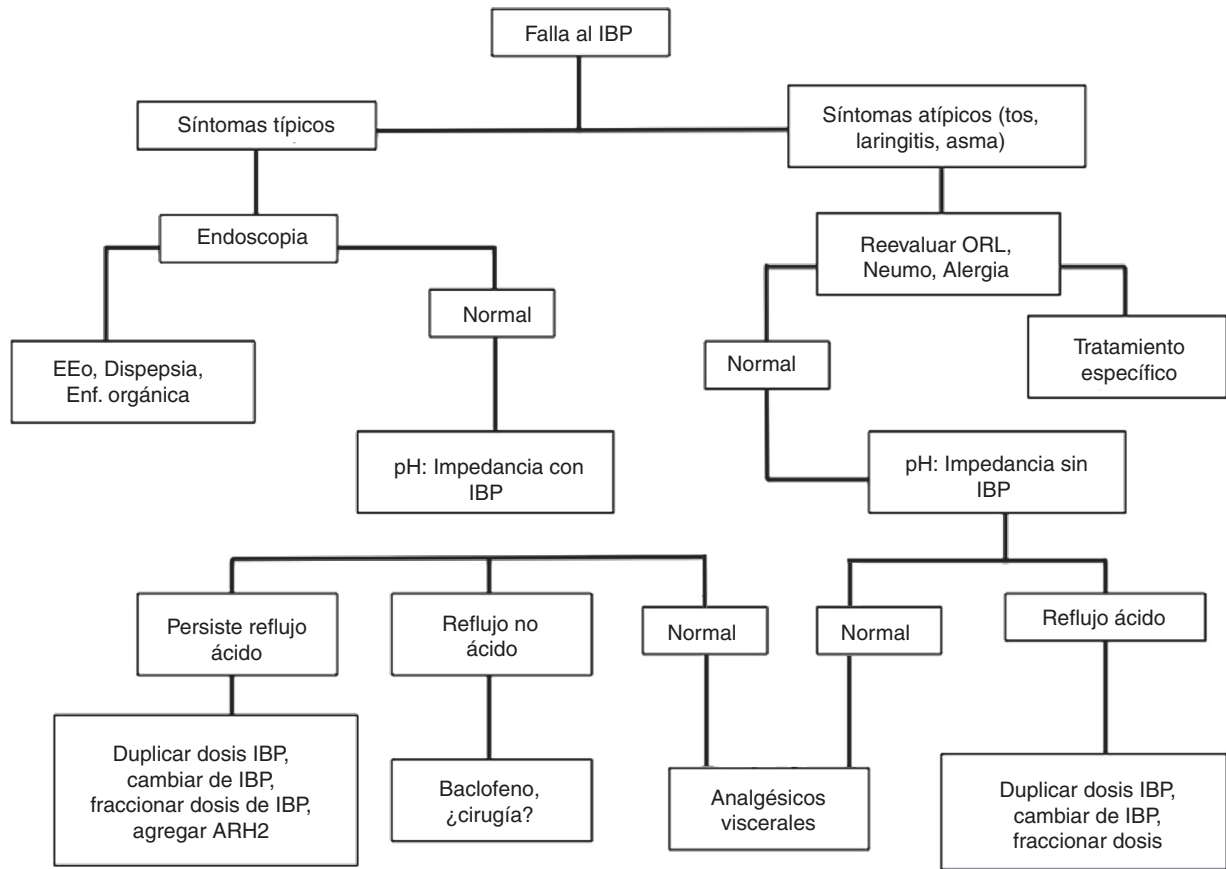 Falla al IBP
Síntomas típicos
Síntomas atípicos (tos,
laringitis, asma)
Endoscopia
Reevaluar ORL,
Neumo, Alergia
Normal
EEo, Dispepsia,
Enf. orgánica
Normal
Tratamiento
específico
pH: Impedancia con
IBP
pH: Impedancia sin
IBP
Persiste reflujo
ácido
Reflujo no
ácido
Normal
Normal
Reflujo ácido
Duplicar dosis IBP,
cambiar de IBP,
fraccionar dosis de IBP,
agregar ARH2
Baclofeno,
¿cirugía?
Analgésicos
viscerales
Duplicar dosis IBP,
cambiar de IBP,
fraccionar dosis